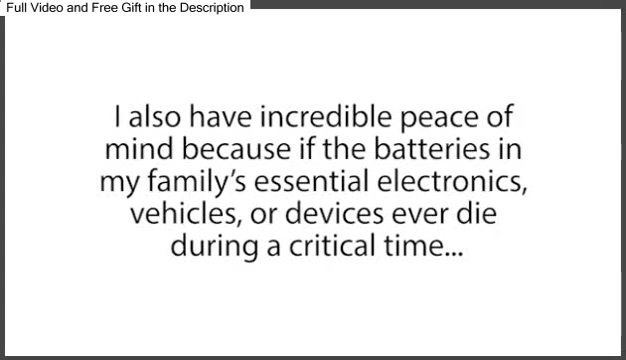 Full Video and Free Gift in the Description
I also have incredible peace of
mind because if the batteries in
my family’s essential electronics,
vehicles, or devices ever die
during a critical time...